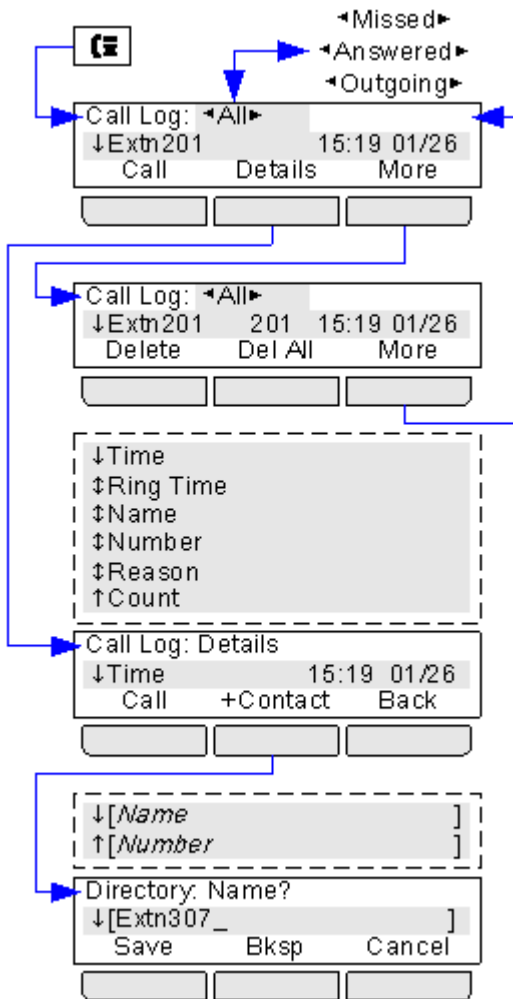 ◂Missed▸
◂Answered▸
◂Outgoing▸
Call Log: ◂All▸
↓Extn201 15:19 01/26
Call Details More
Call Log: ◂All▸
↓Extn201 201 15:19 01/26
Delete Del All More
↓Time
↕Ring Time
↕Name
↕Number
↕Reason
↑Count
Call Log: Details
↓Time 15:19 01/26
Call +Contact Back
↓[Name ]
↑[Number ]
Directory: Name?
↓[Extn307_ ]
Save Bksp Cancel